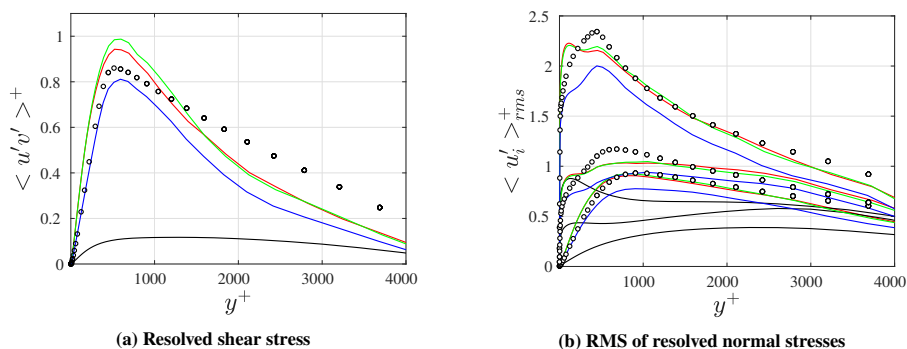 1
0.8
0.6
0.4
0.2
0
1000 2000 3000 4000
y+
< u'v' >+
(a) Resolved shear stress
2.5
2
1.5
1
0.5
0
0 1000 2000 3000 4000
y+
< u'i >+rms
(b) RMS of resolved normal stresses